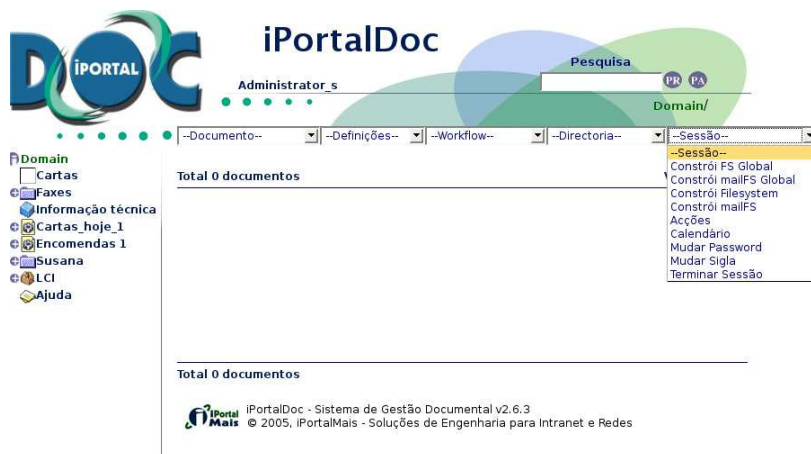 iPortalDoc
iPORTAL
DOC
Pesquisa
Administrator_s
PR PA
Domain/
--Documento-- --Definições-- --Workflow-- --Directoria-- --Sessão--
Domain
Cartas
Faxes
Informação técnica
Cartas_hoje_1
Encomendas 1
Susana
LCI
Ajuda
Total 0 documentos
--Sessão--
Constrói FS Global
Constrói mailFS Global
Constrói Filesystem
Constrói mailFS
Acções
Calendário
Mudar Password
Mudar Sigla
Terminar Sessão
Total 0 documentos
iPortal
Mais
iPortalDoc - Sistema de Gestão Documental v2.6.3
© 2005, iPortalMais - Soluções de Engenharia para Intranet e Redes